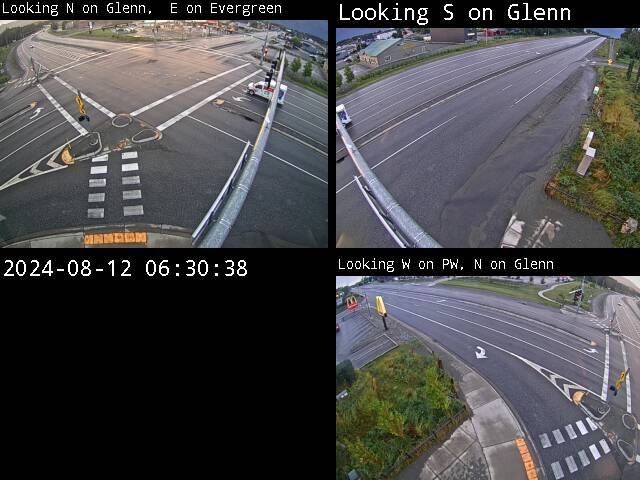 Looking N on Glenn,  E on Evergreen
Looking S on Glenn
2024-08-12 06:30:38
Looking W on PW, N on Glenn